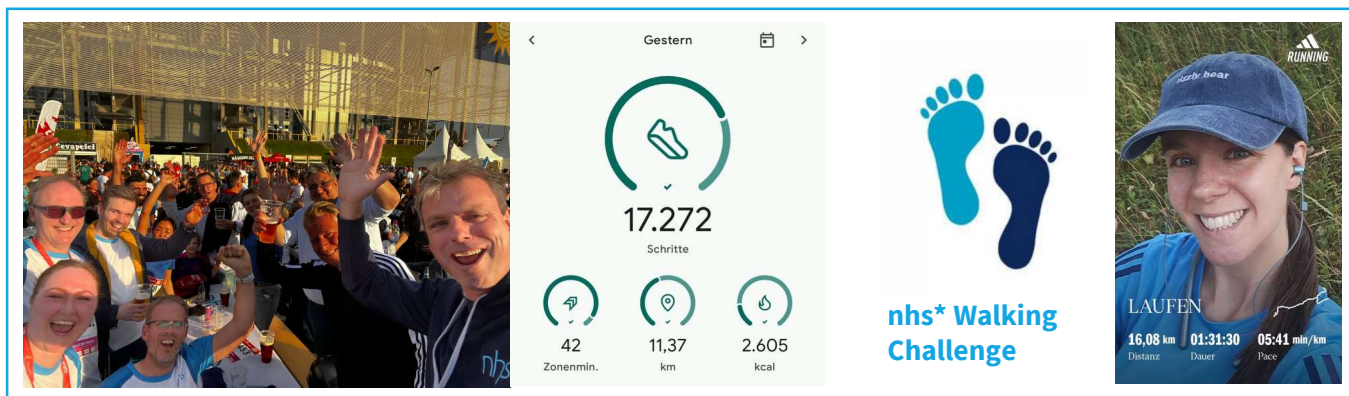 Cevapcici
nhs
Gestern
17.272
Schritte
42
11,37
2.605
Zonenmin.
km
kcal
nhs* Walking
Challenge
RUNNING
grizzly bear
LAUFEN
16,08 km 01:31:30 05:41 min/km
Distanz Dauer Pace